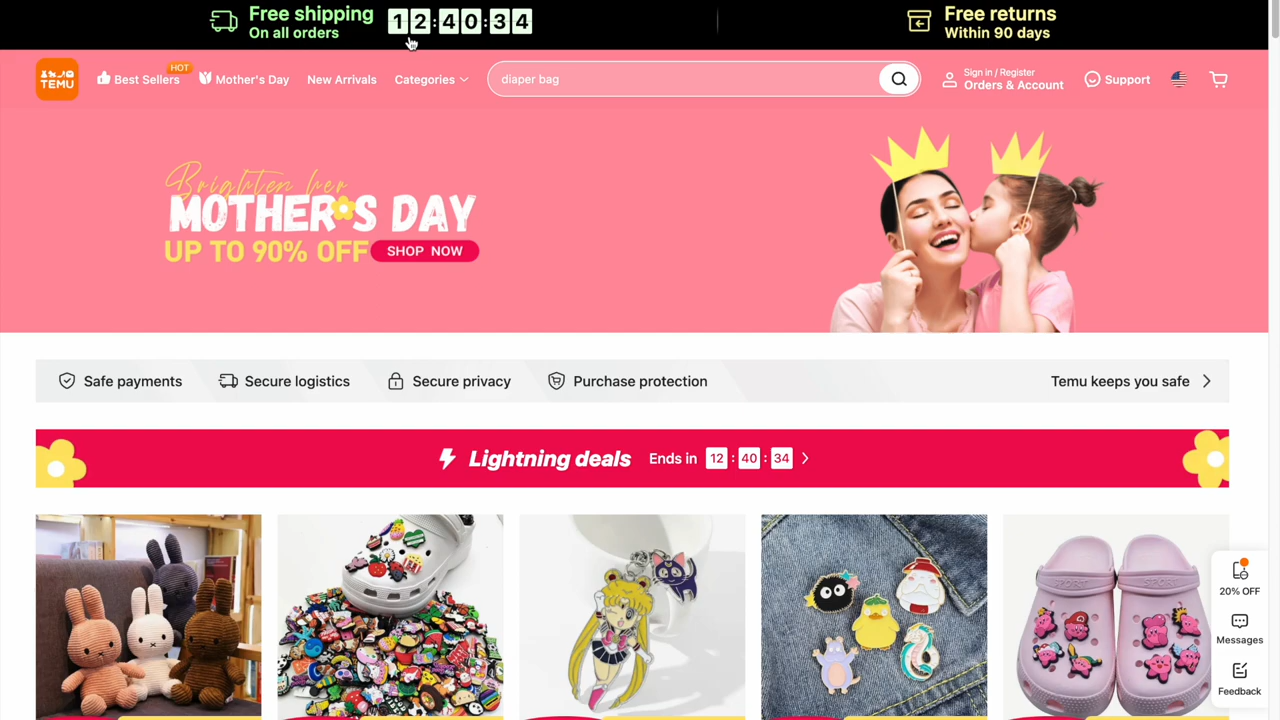 Free shipping
On all orders
12:40:34
Free returns
Within 90 days
TEMU
Best Sellers
HOT
Mother's Day
New Arrivals
Categories
diaper bag
Sign in / Register
Orders & Account
Support
Brighten her
MOTHER'S DAY
UP TO 90% OFF
SHOP NOW
Safe payments
Secure logistics
Secure privacy
Purchase protection
Temu keeps you safe
Lightning deals
Ends in 12 : 40 : 34
SPORT
SPORT
20% OFF
Messages
Feedback